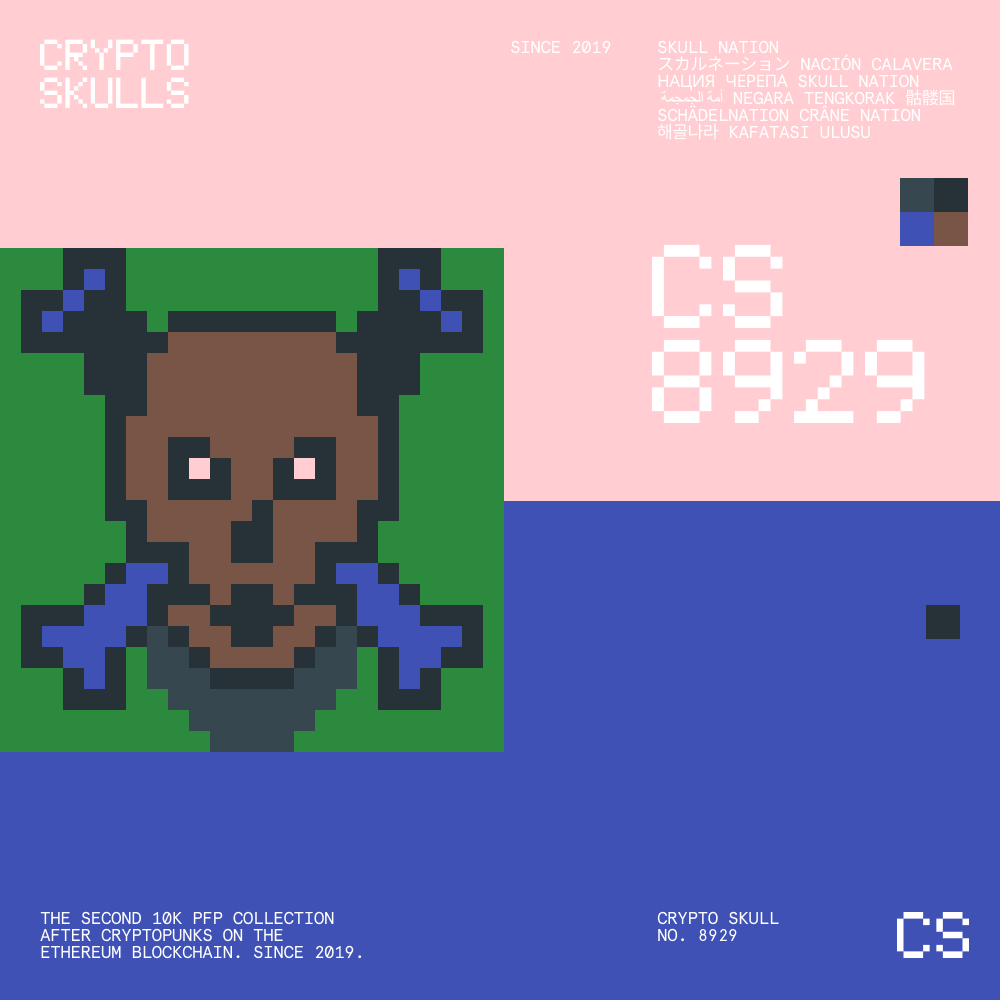 CRYPTO
SKULLS
SINCE 2019
SKULL NATION
スカルネーション NACIÓN CALAVERA
НАЦИЯ ЧЕРЕПА SKULL NATION
أمة الجمجمة NEGARA TENGKORAK 骷髅国
SCHÄDELNATION CRÂNE NATION
해골나라 KAFATASI ULUSU
CS
8929
THE SECOND 10K PFP COLLECTION
AFTER CRYPTOPUNKS ON THE
ETHEREUM BLOCKCHAIN. SINCE 2019.
CRYPTO SKULL
NO. 8929
CS